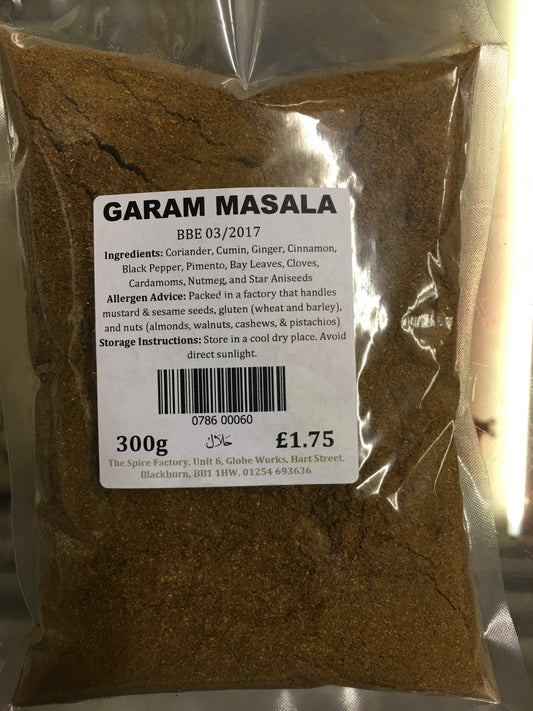 GARAM MASALA
BBE 03/2017
Ingredients: Coriander, Cumin, Ginger, Cinnamon,
Black Pepper, Pimento, Bay Leaves, Cloves,
Cardamoms, Nutmeg, and Star Aniseeds
Allergen Advice: Packed in a factory that handles
mustard & sesame seeds, gluten (wheat and barley),
and nuts (almonds, walnuts, cashews, & pistachios)
Storage Instructions: Store in a cool dry place. Avoid
direct sunlight.
0786 00060
300g حلال £1.75
The Spice Factory, Unit 6, Globe Works, Hart Street,
Blackburn, BB1 1HW, 01254 693636